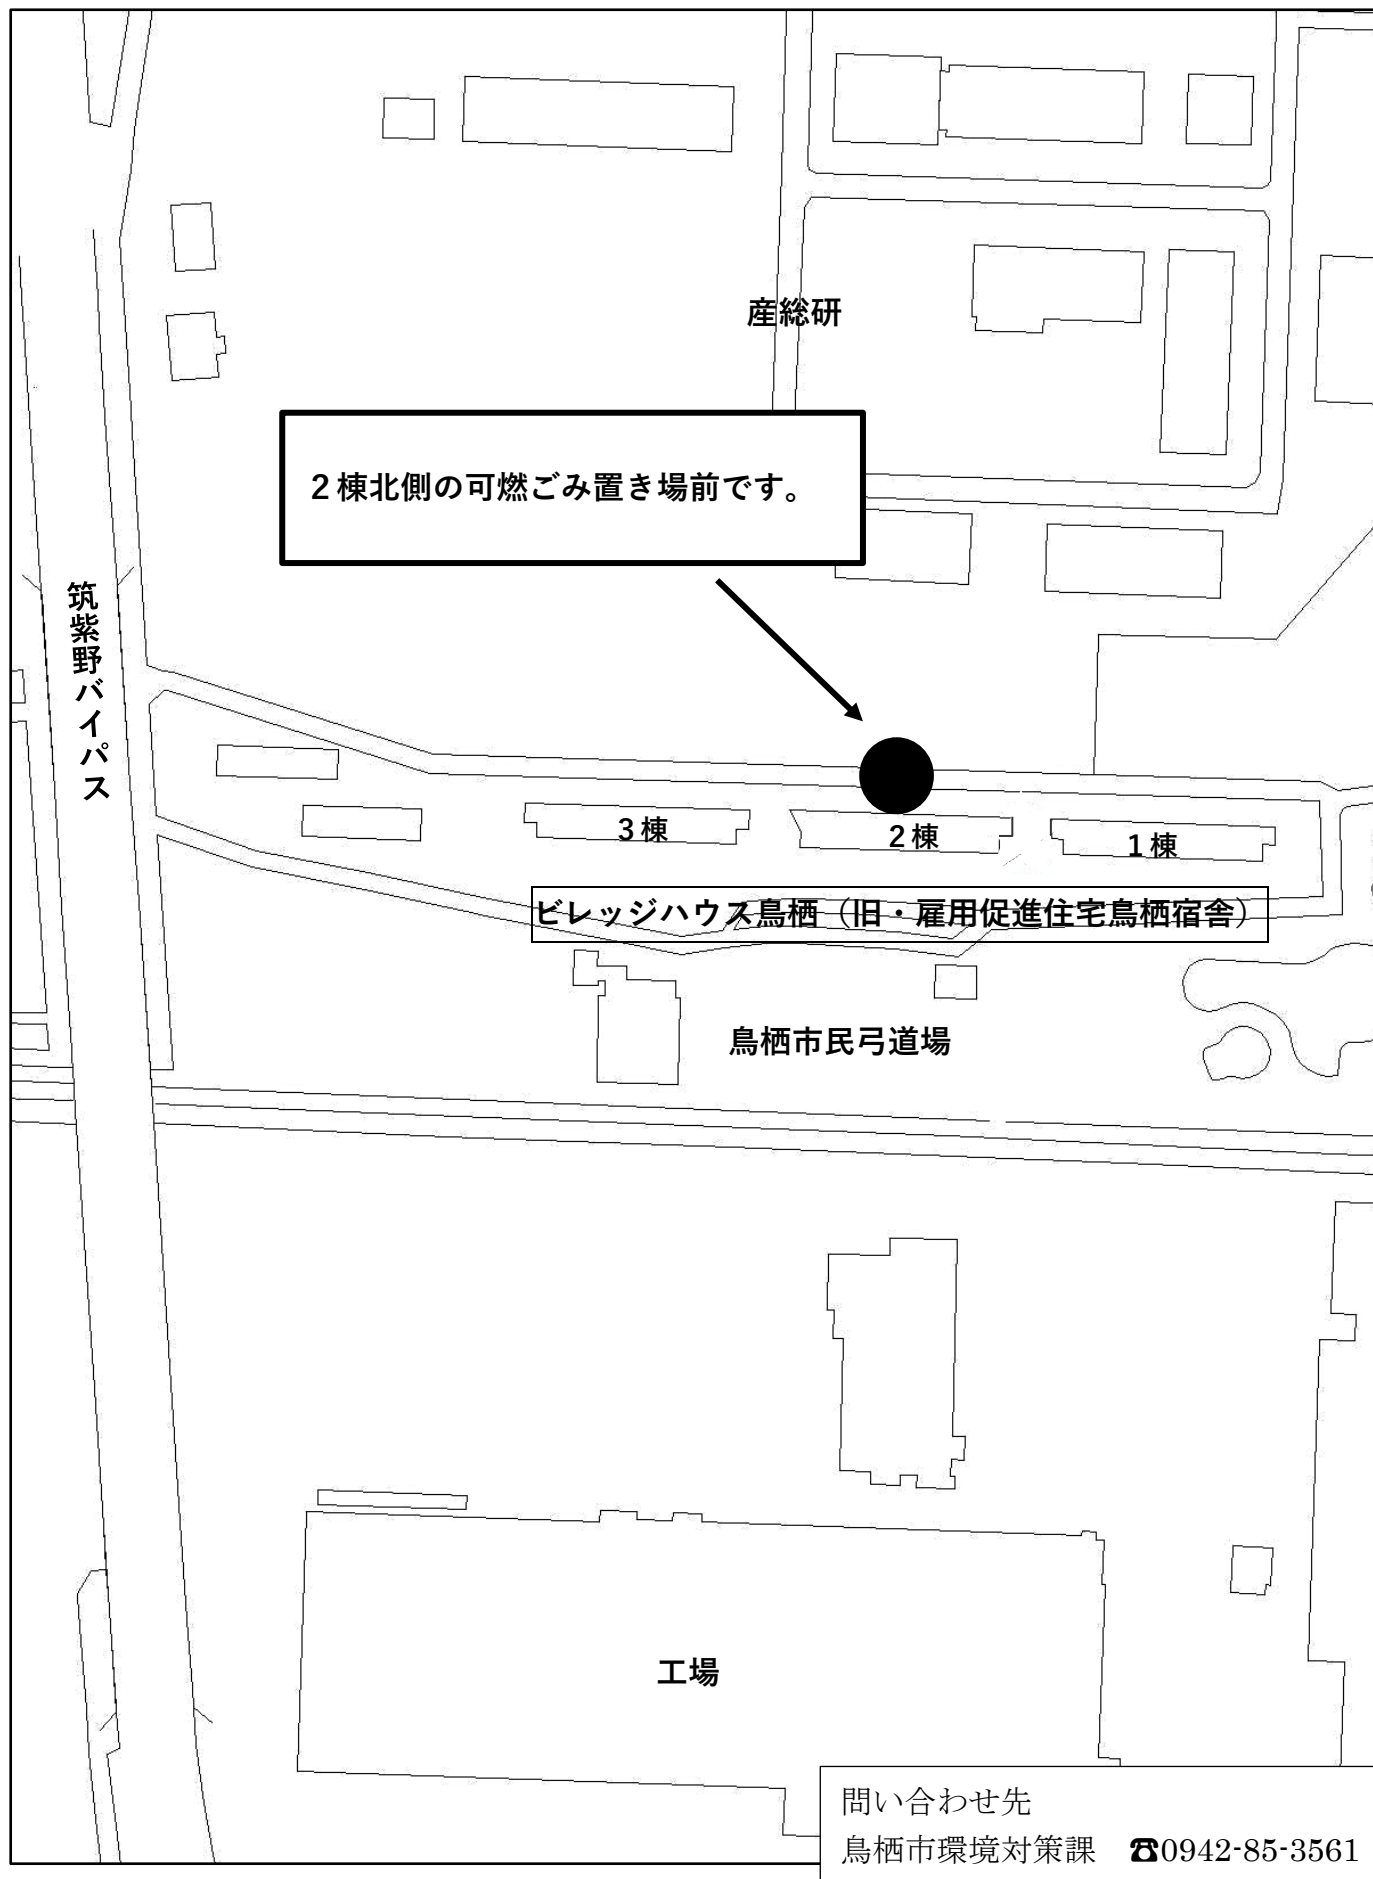 産総研
2棟北側の可燃ごみ置き場前です。
筑紫野バイパス
3棟
2棟
1棟
ビレッジハウス鳥栖（旧・雇用促進住宅鳥栖宿舎）
鳥栖市民弓道場
工場
問い合わせ先
鳥栖市環境対策課　☎0942-85-3561